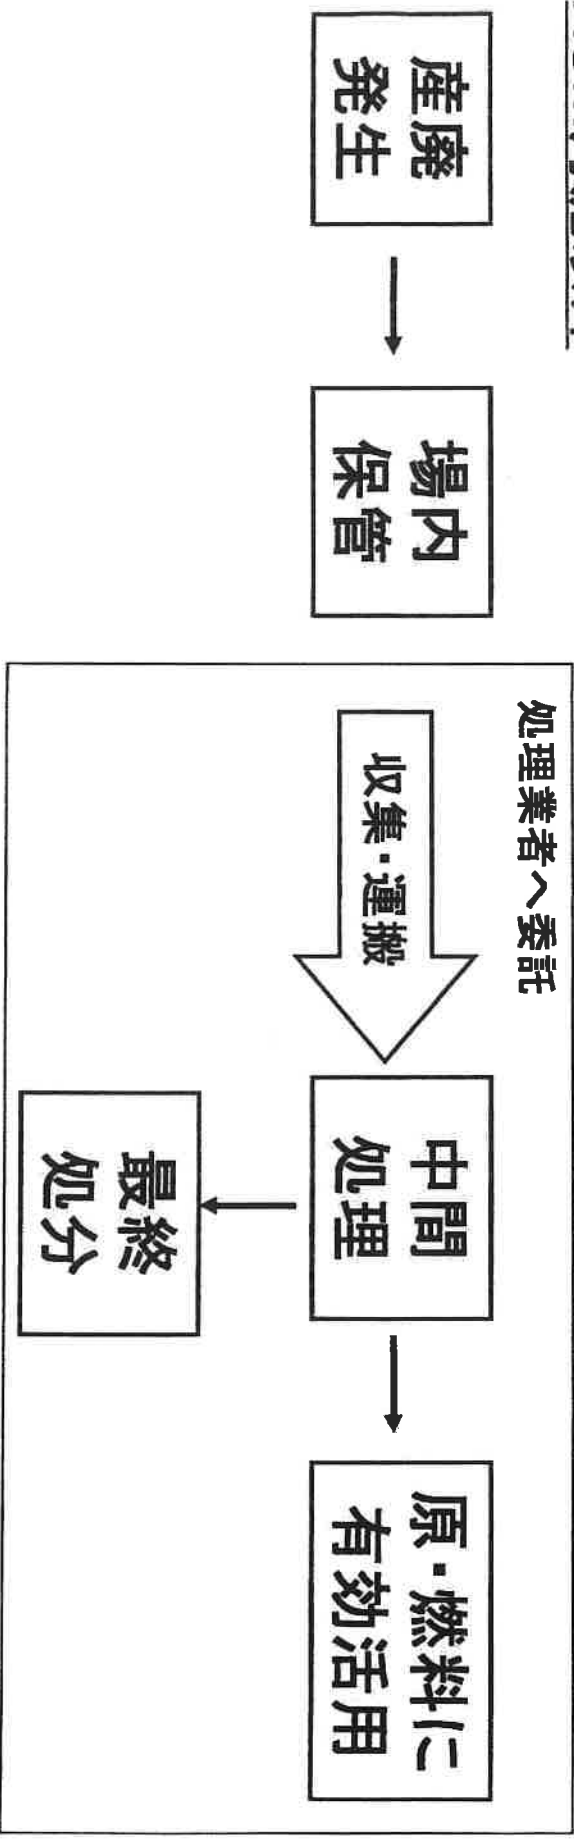 産廃
発生
場内
保管
処理業者へ委託
収集・運搬
中間
処理
最終
処分
原・燃料に
有効活用